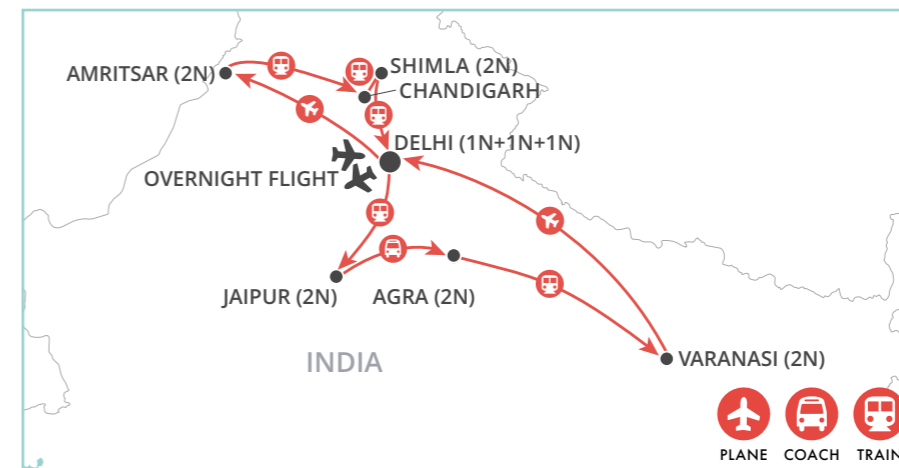 AMRITSAR (2N)
SHIMLA (2N)
CHANDIGARH
DELHI (1N+1N+1N)
OVERNIGHT FLIGHT
JAIPUR (2N)
AGRA (2N)
VARANASI (2N)
INDIA
PLANE COACH TRAIN